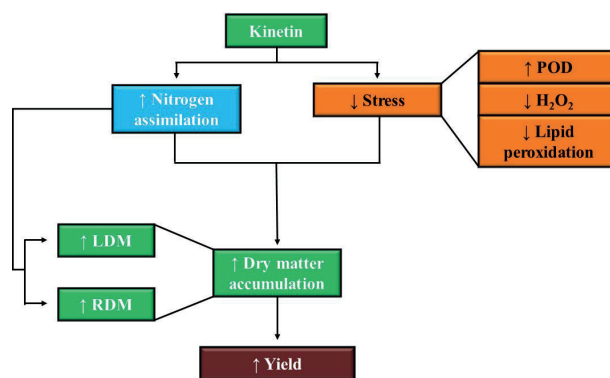 Kinetin
↑ Nitrogen
assimilation
↓ Stress
↑ POD
↓ H₂O₂
↓ Lipid
peroxidation
↑ LDM
↑ RDM
↑ Dry matter
accumulation
↑ Yield